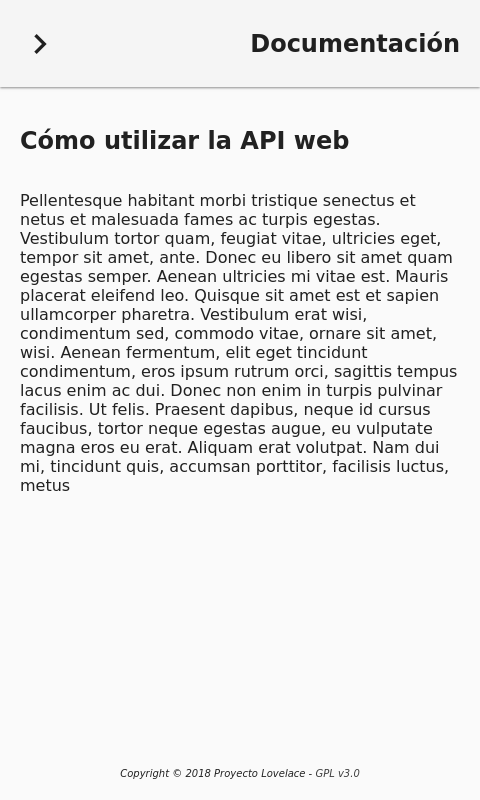 Documentación
Cómo utilizar la API web
Pellentesque habitant morbi tristique senectus et
netus et malesuada fames ac turpis egestas.
Vestibulum tortor quam, feugiat vitae, ultricies eget,
tempor sit amet, ante. Donec eu libero sit amet quam
egestas semper. Aenean ultricies mi vitae est. Mauris
placerat eleifend leo. Quisque sit amet est et sapien
ullamcorper pharetra. Vestibulum erat wisi,
condimentum sed, commodo vitae, ornare sit amet,
wisi. Aenean fermentum, elit eget tincidunt
condimentum, eros ipsum rutrum orci, sagittis tempus
lacus enim ac dui. Donec non enim in turpis pulvinar
facilisis. Ut felis. Praesent dapibus, neque id cursus
faucibus, tortor neque egestas augue, eu vulputate
magna eros eu erat. Aliquam erat volutpat. Nam dui
mi, tincidunt quis, accumsan porttitor, facilisis luctus,
metus
Copyright © 2018 Proyecto Lovelace - GPL v3.0